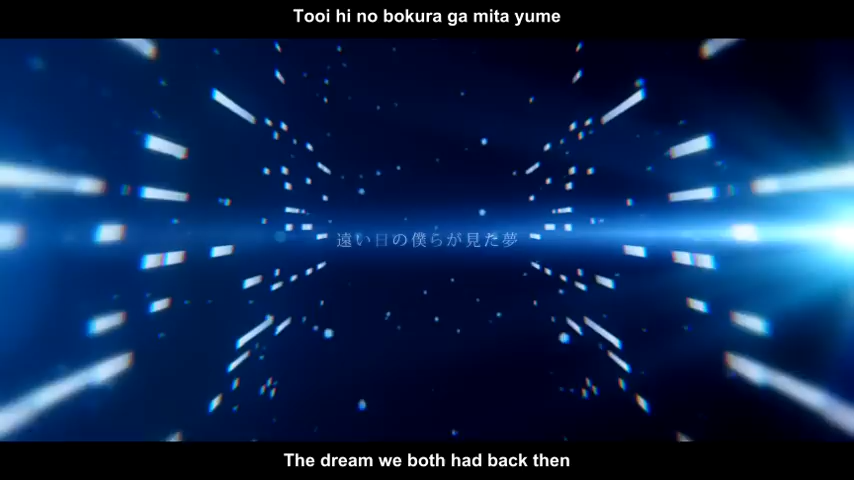 Tooi hi no bokura ga mita yume
遠い日の僕らが見た夢
The dream we both had back then